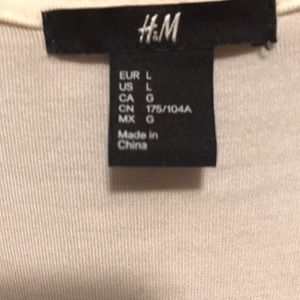 H&M
EUR L
US L
CA G
CN 175/104A
MX G
Made in
China